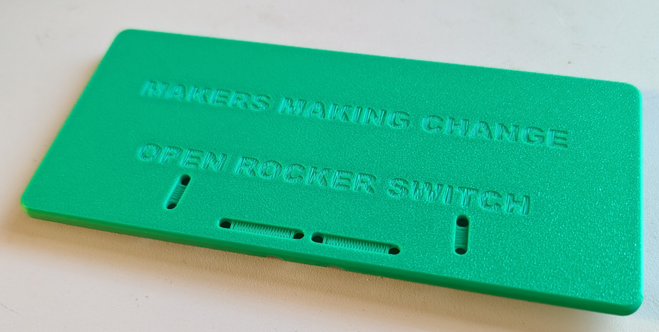 MAKERS MAKING CHANGE
OPEN ROCKER SWITCH